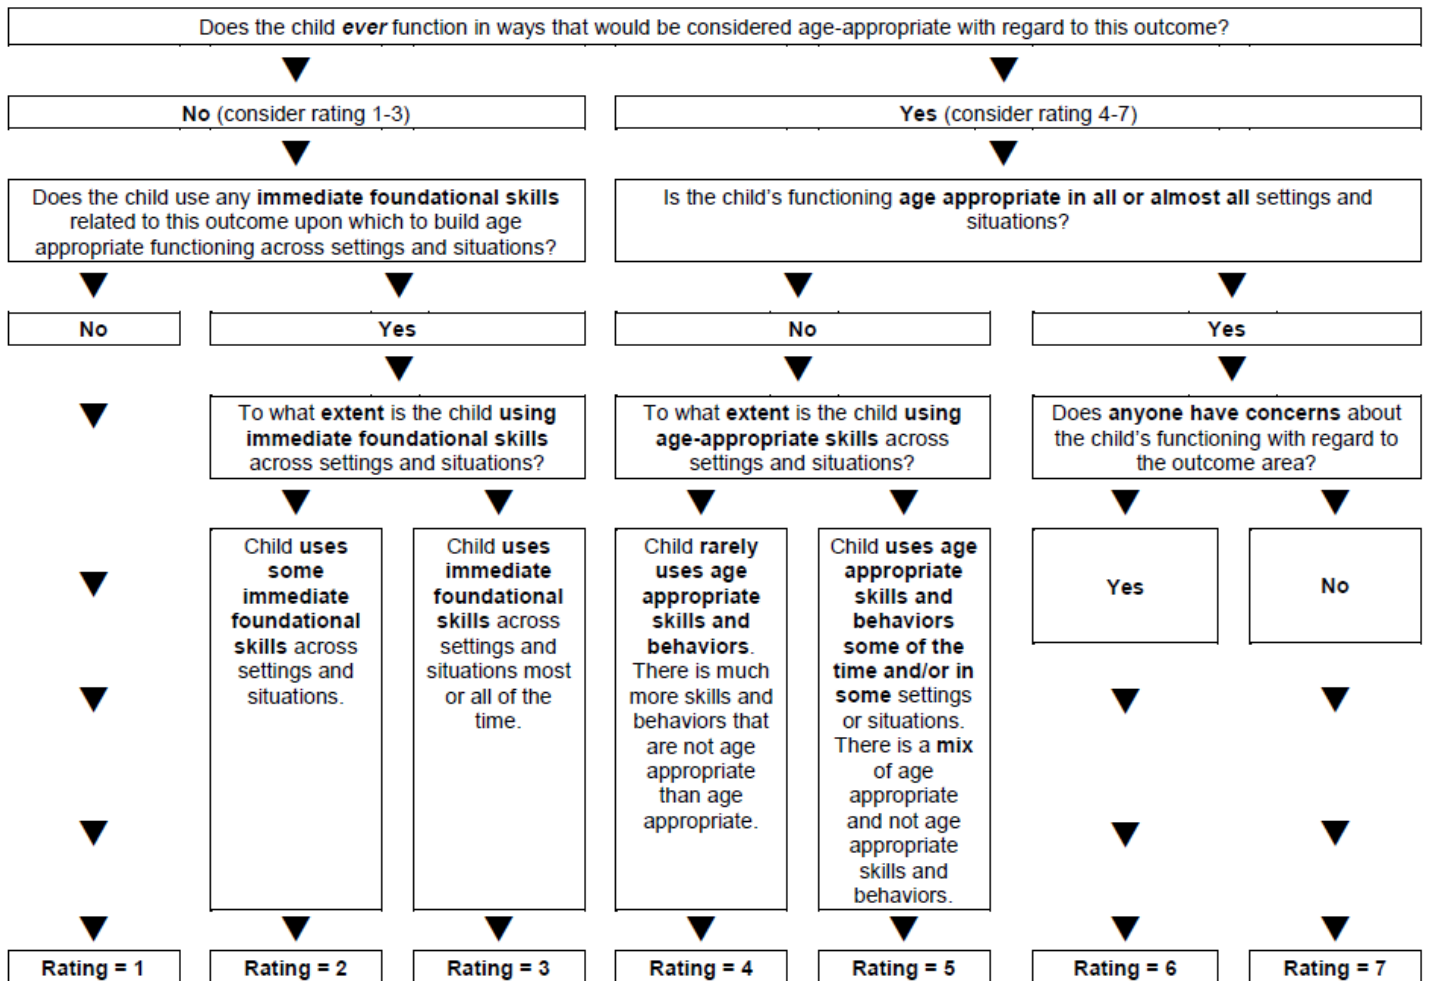 Does the child ever function in ways that would be considered age-appropriate with regard to this outcome?
No (consider rating 1-3)
Yes (consider rating 4-7)
Does the child use any immediate foundational skills
related to this outcome upon which to build age
appropriate functioning across settings and situations?
Is the child's functioning age appropriate in all or almost all settings and
situations?
No
Yes
No
Yes
To what extent is the child using
immediate foundational skills
across settings and situations?
To what extent is the child using
age-appropriate skills across
settings and situations?
Does anyone have concerns about
the child's functioning with regard to
the outcome area?
Child uses
some
immediate
foundational
skills across
settings and
situations.
Child uses
immediate
foundational
skills across
settings and
situations most
or all of the
time.
Child rarely
uses age
appropriate
skills and
behaviors.
There is much
more skills and
behaviors that
are not age
appropriate
than age
appropriate.
Child uses age
appropriate
skills and
behaviors
some of the
time and/or in
some settings
or situations.
There is a mix
of age
appropriate
and not age
appropriate
skills and
behaviors.
Yes
No
Rating = 1
Rating = 2
Rating = 3
Rating = 4
Rating = 5
Rating = 6
Rating = 7